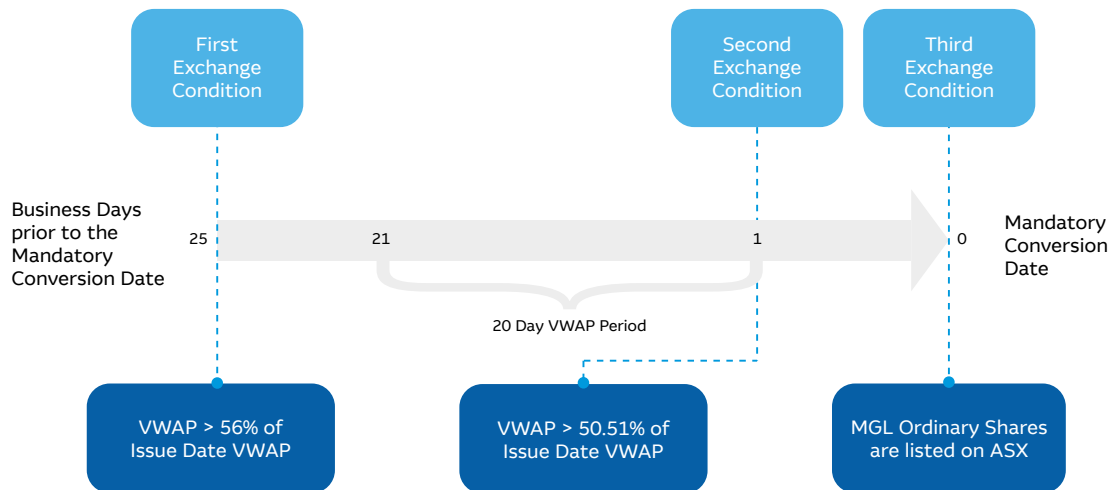 First
Exchange
Condition
Second
Exchange
Condition
Third
Exchange
Condition
Business Days
prior to the
Mandatory
Conversion Date
25
21
1
0
Mandatory
Conversion
Date
20 Day VWAP Period
VWAP > 56% of
Issue Date VWAP
VWAP > 50.51% of
Issue Date VWAP
MGL Ordinary Shares
are listed on ASX